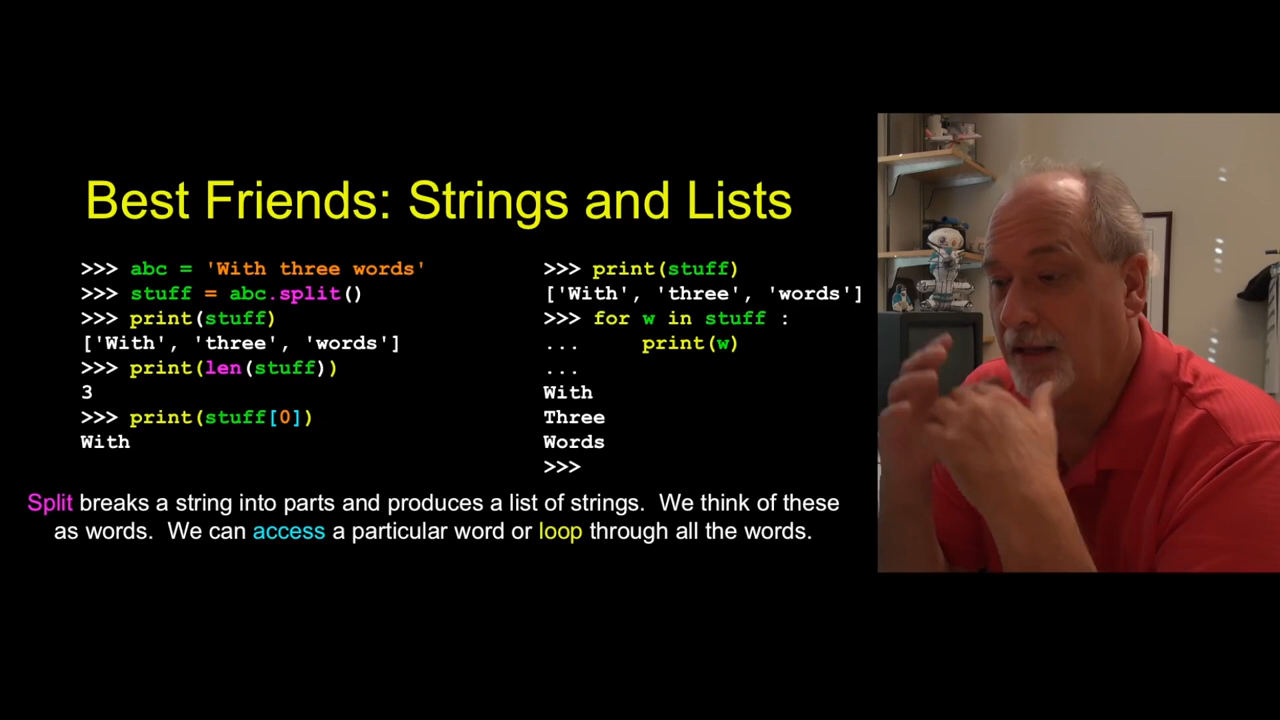 Best Friends: Strings and Lists
>>> abc = 'With three words'
>>> stuff = abc.split()
>>> print(stuff)
['With', 'three', 'words']
>>> print(len(stuff))
3
>>> print(stuff[0])
With
>>> print(stuff)
['With', 'three', 'words']
>>> for w in stuff :
...     print(w)
...
With
Three
Words
>>>
Split breaks a string into parts and produces a list of strings.  We think of these
as words.  We can access a particular word or loop through all the words.